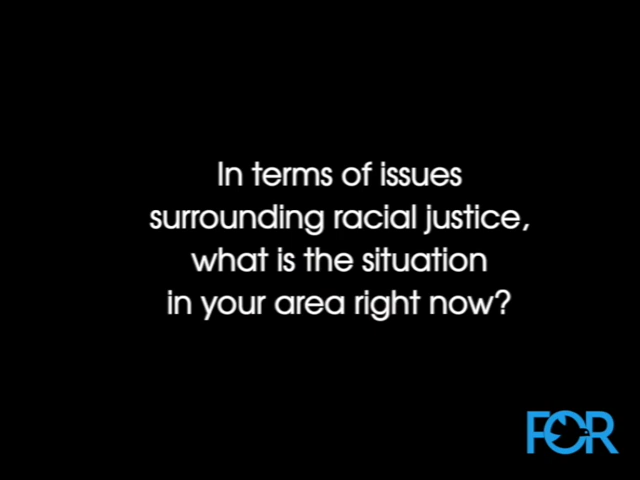 In terms of issues
surrounding racial justice,
what is the situation
in your area right now?
FOR